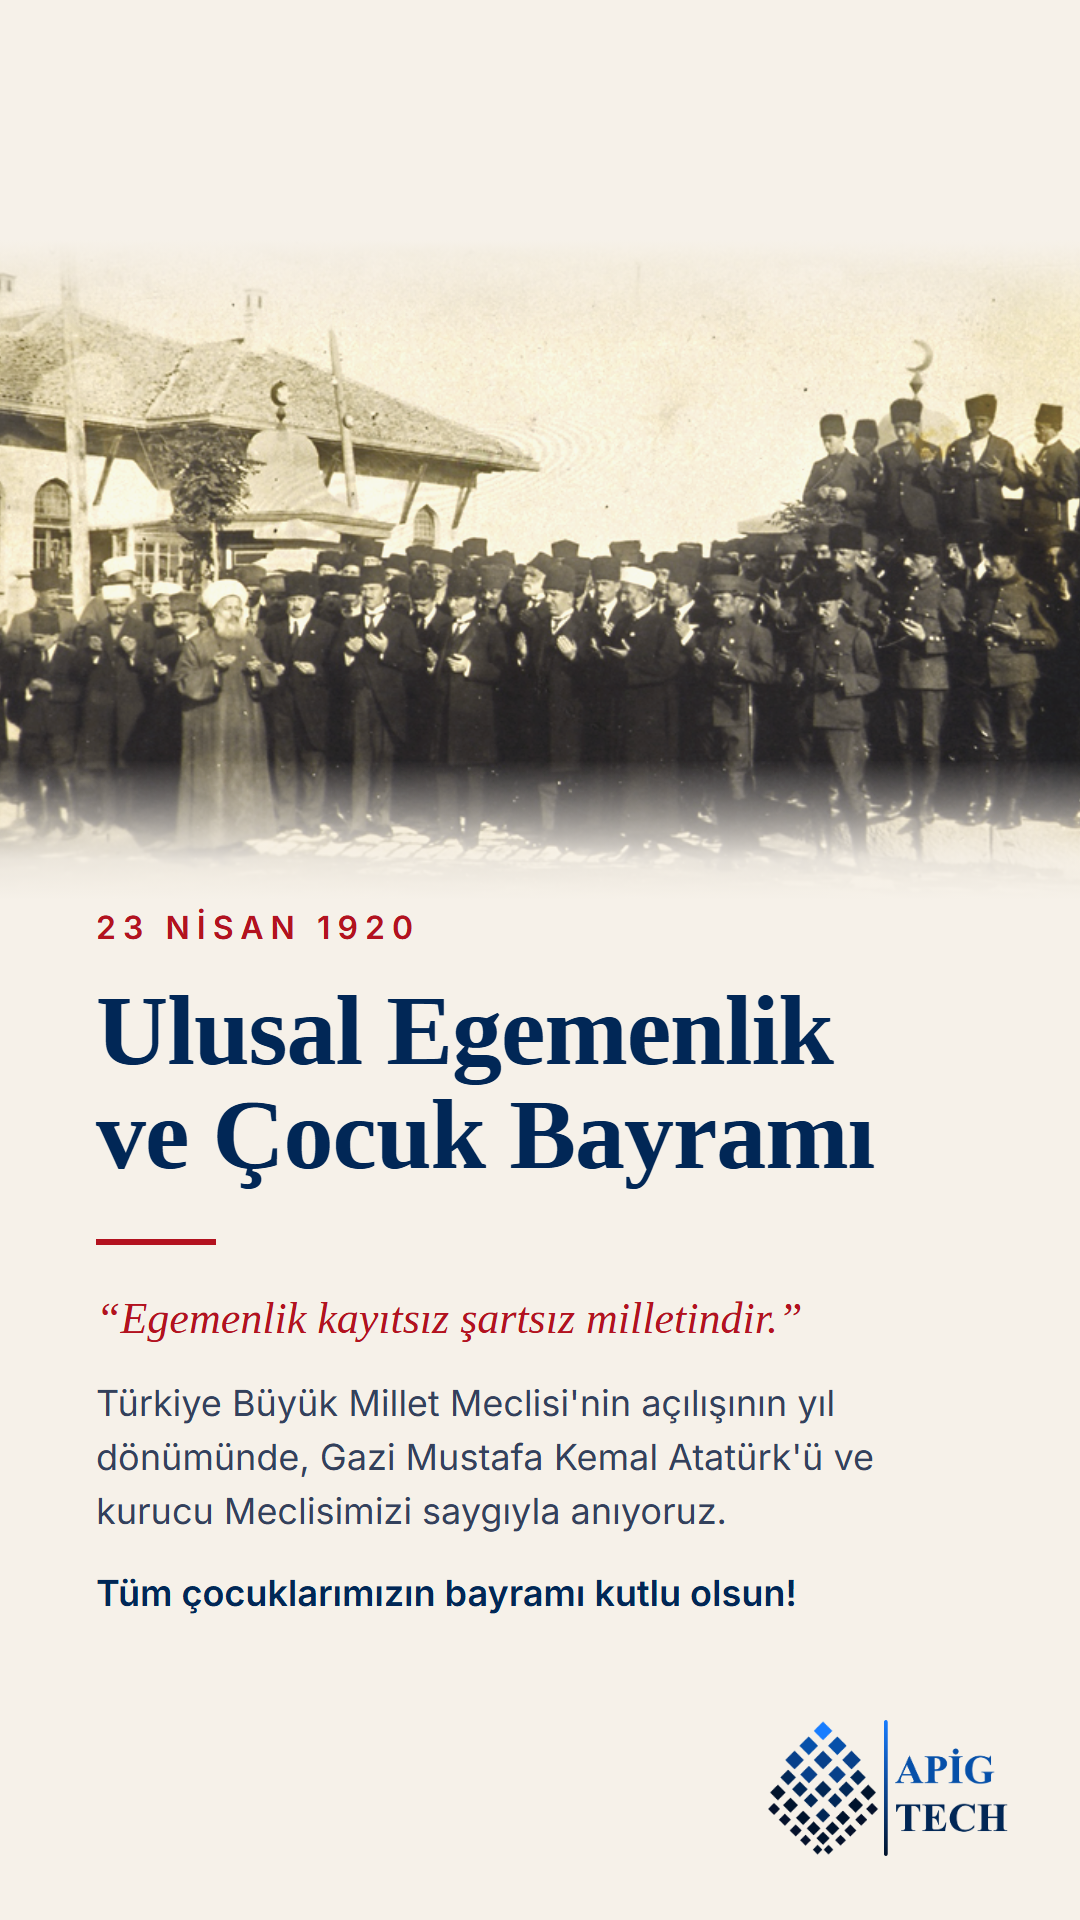 23 NİSAN 1920
Ulusal Egemenlik
ve Çocuk Bayramı
“Egemenlik kayıtsız şartsız milletindir.”
Türkiye Büyük Millet Meclisi'nin açılışının yıl
dönümünde, Gazi Mustafa Kemal Atatürk'ü ve
kurucu Meclisimizi saygıyla anıyoruz.
Tüm çocuklarımızın bayramı kutlu olsun!
APİG
TECH